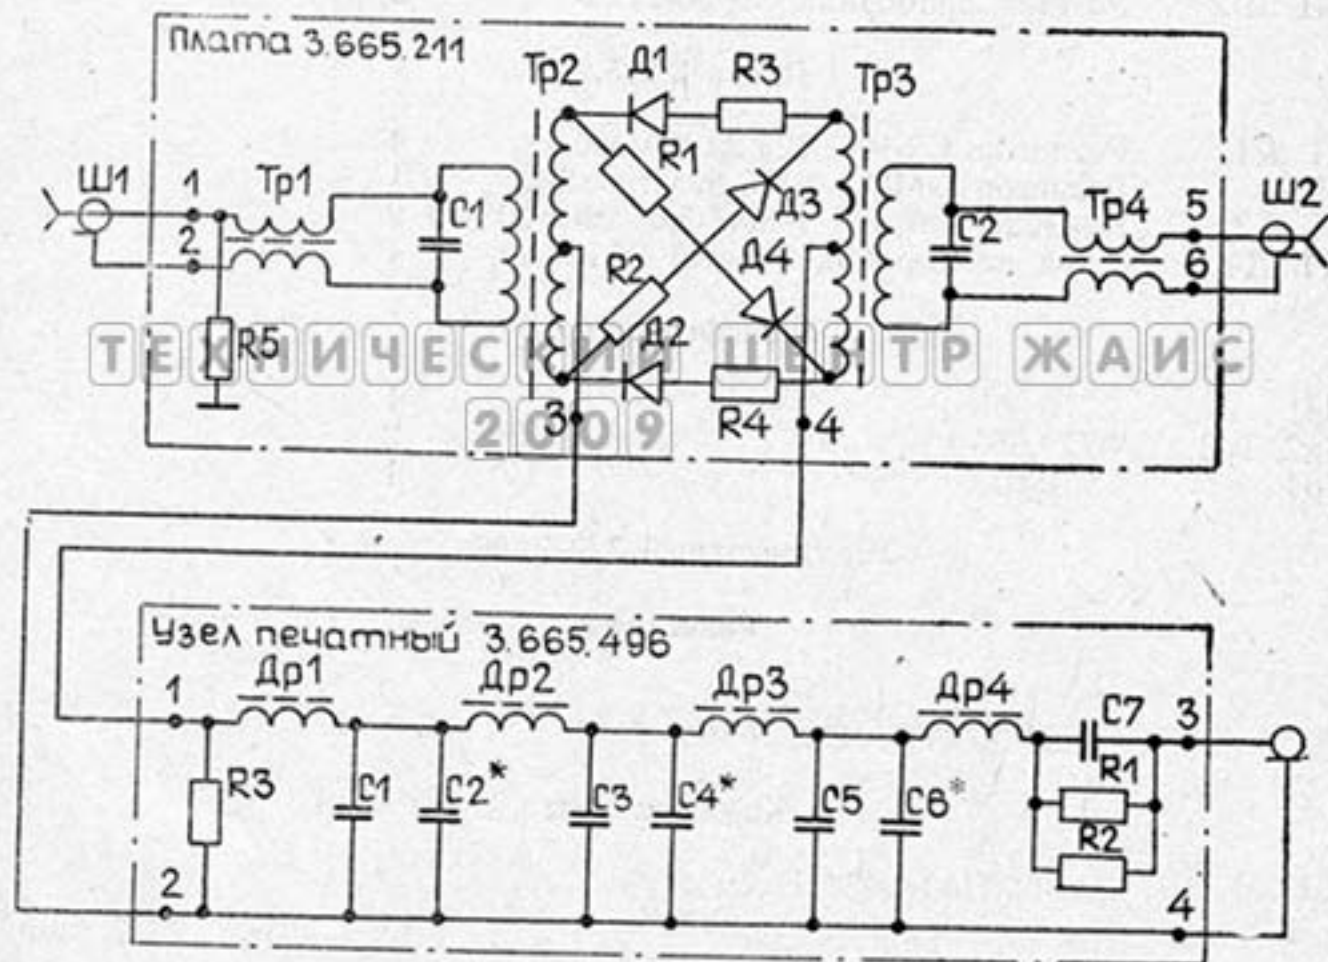 Плата 3.665.211
Тр2
Д1
R3
Тр3
Ш1
1
2
Тр1
С1
R1
Д3
R2
Д4
С2
Тр4
5
6
Ш2
R5
Д2
R4
3
4
ТЕХНИЧЕСКИЙ ЦЕНТР ЖАИС
2009
Узел печатный 3.665.496
1
Др1
Др2
Др3
Др4
С7
3
R1
R2
R3
С1
С2*
С3
С4*
С5
С6*
2
4